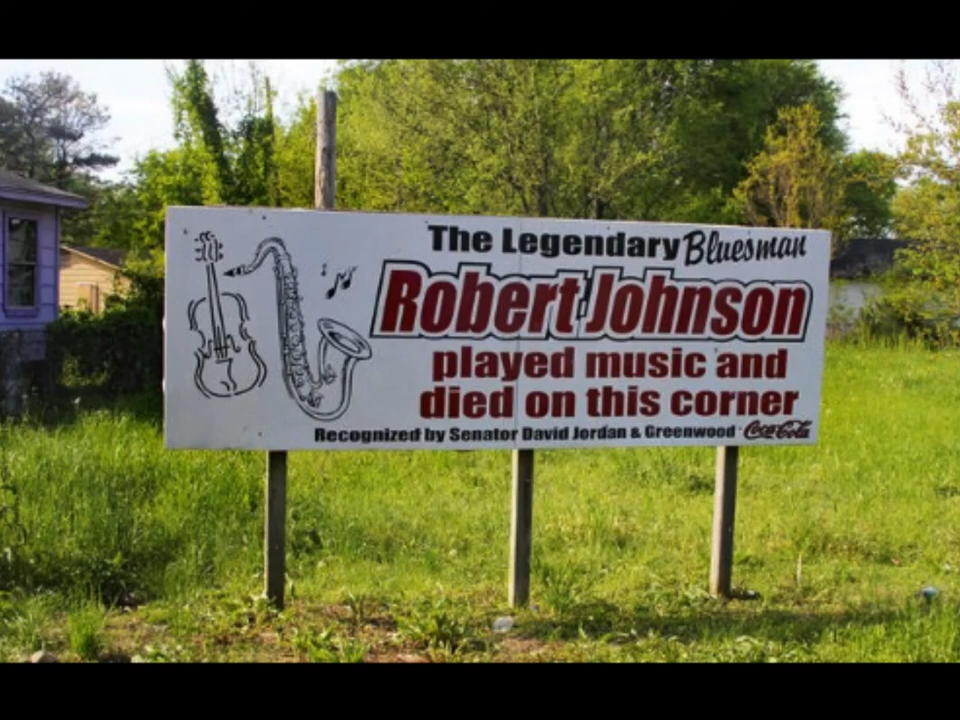 The Legendary Bluesman
Robert Johnson
played music and
died on this corner
Recognized by Senator David Jordan & Greenwood Coca-Cola